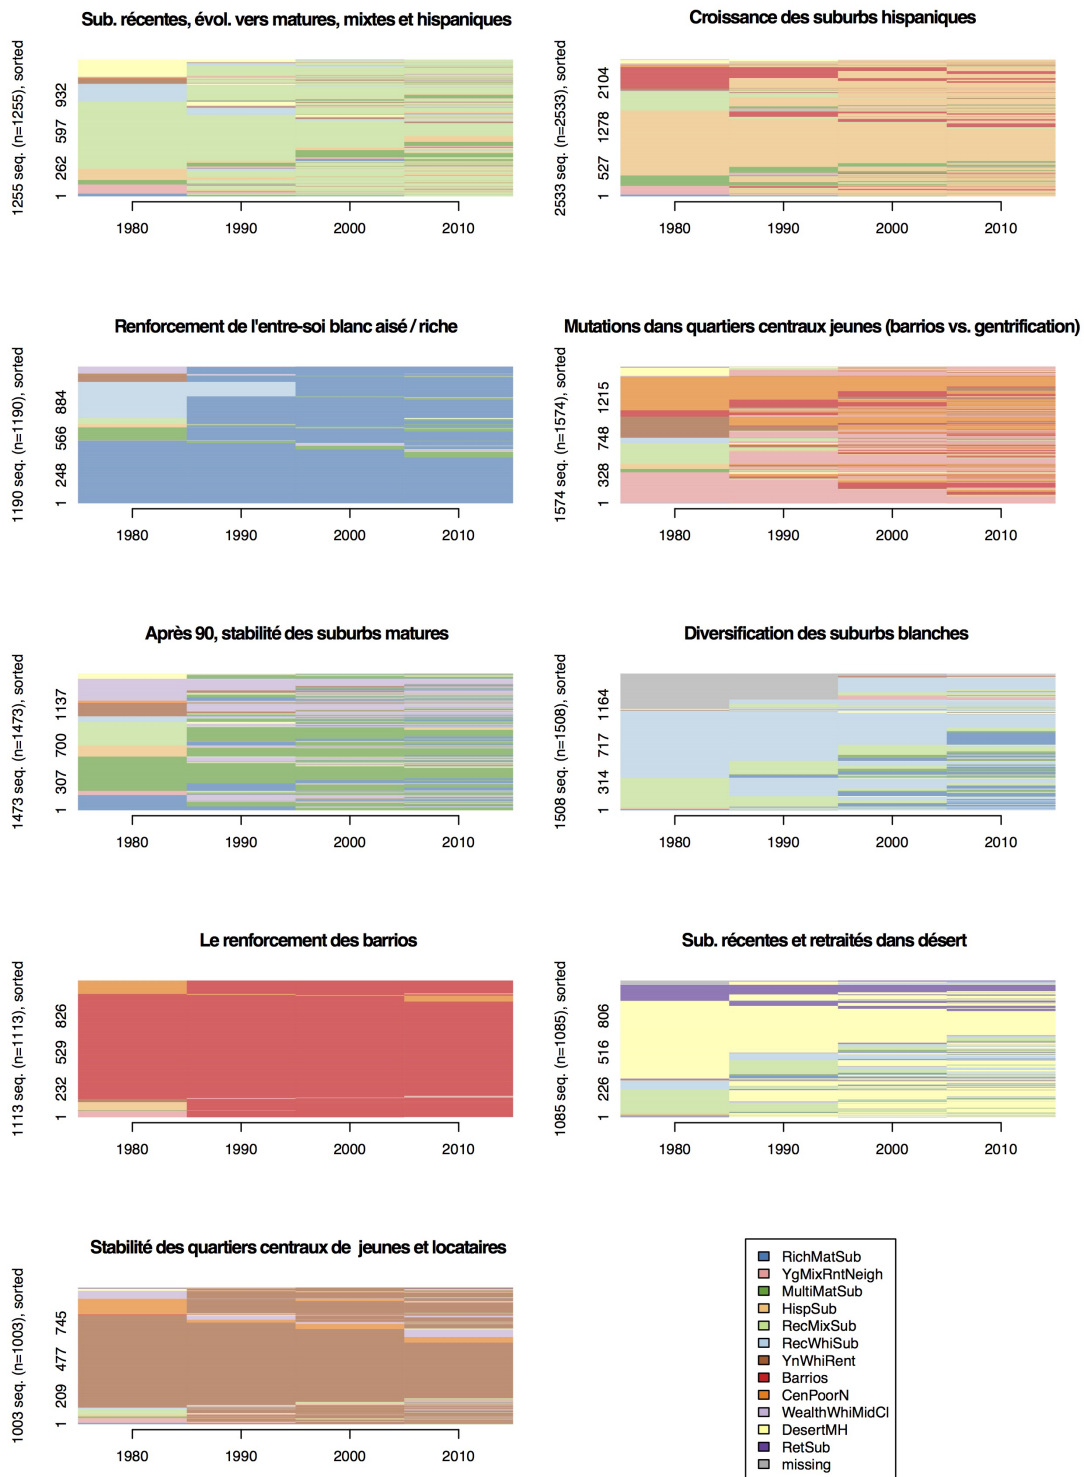 Sub. récentes, évol. vers matures, mixtes et hispaniques
1255 seq. (n=1255), sorted
1 262 597 932
1980 1990 2000 2010
Croissance des suburbs hispaniques
2533 seq. (n=2533), sorted
1 527 1278 2104
1980 1990 2000 2010
Renforcement de l'entre-soi blanc aisé / riche
1190 seq. (n=1190), sorted
1 248 566 884
1980 1990 2000 2010
Mutations dans quartiers centraux jeunes (barrios vs. gentrification)
1574 seq. (n=1574), sorted
1 328 748 1215
1980 1990 2000 2010
Après 90, stabilité des suburbs matures
1473 seq. (n=1473), sorted
1 307 700 1137
1980 1990 2000 2010
Diversification des suburbs blanches
1508 seq. (n=1508), sorted
1 314 717 1164
1980 1990 2000 2010
Le renforcement des barrios
1113 seq. (n=1113), sorted
1 232 529 826
1980 1990 2000 2010
Sub. récentes et retraités dans désert
1085 seq. (n=1085), sorted
1 226 516 806
1980 1990 2000 2010
Stabilité des quartiers centraux de jeunes et locataires
1003 seq. (n=1003), sorted
1 209 477 745
1980 1990 2000 2010
RichMatSub
YgMixRntNeigh
MultiMatSub
HispSub
RecMixSub
RecWhiSub
YnWhiRent
Barrios
CenPoorN
WealthWhiMidCl
DesertMH
RetSub
missing